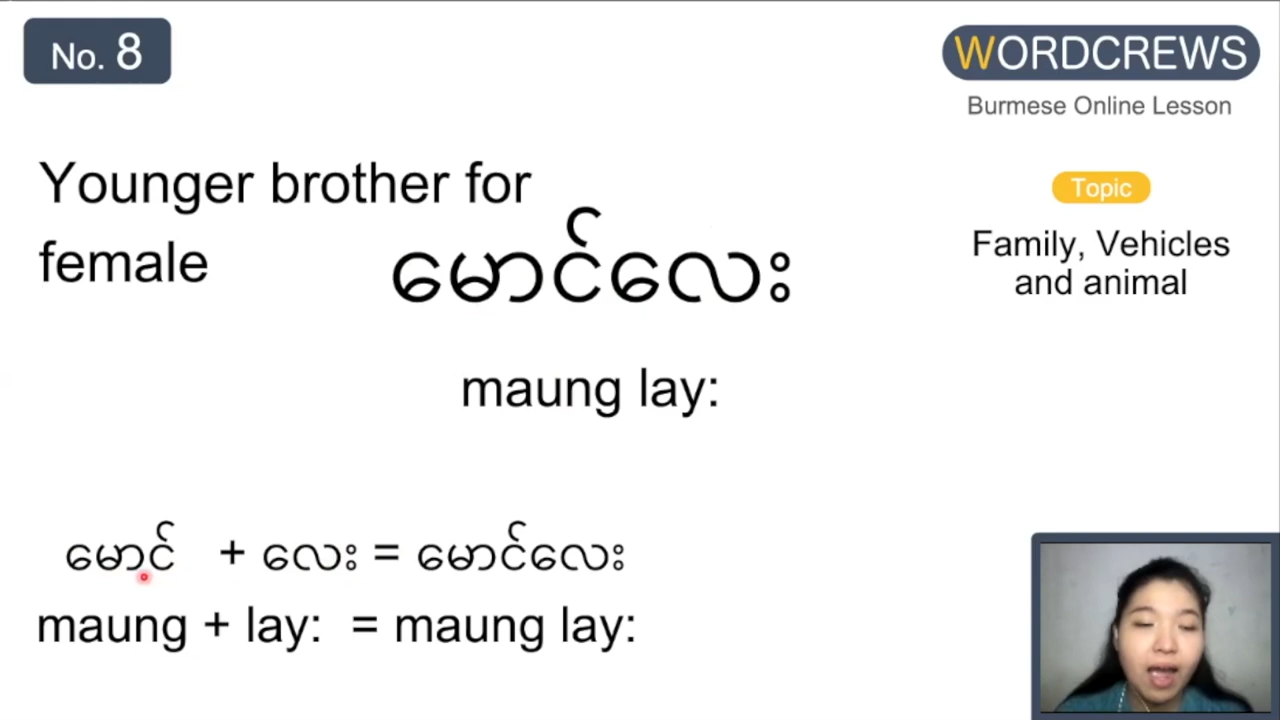 No. 8
WORDCREWS
Burmese Online Lesson
Topic
Family, Vehicles
and animal
Younger brother for
female
မောင်လေး
maung lay:
မောင် + လေး = မောင်လေး
maung + lay: = maung lay: